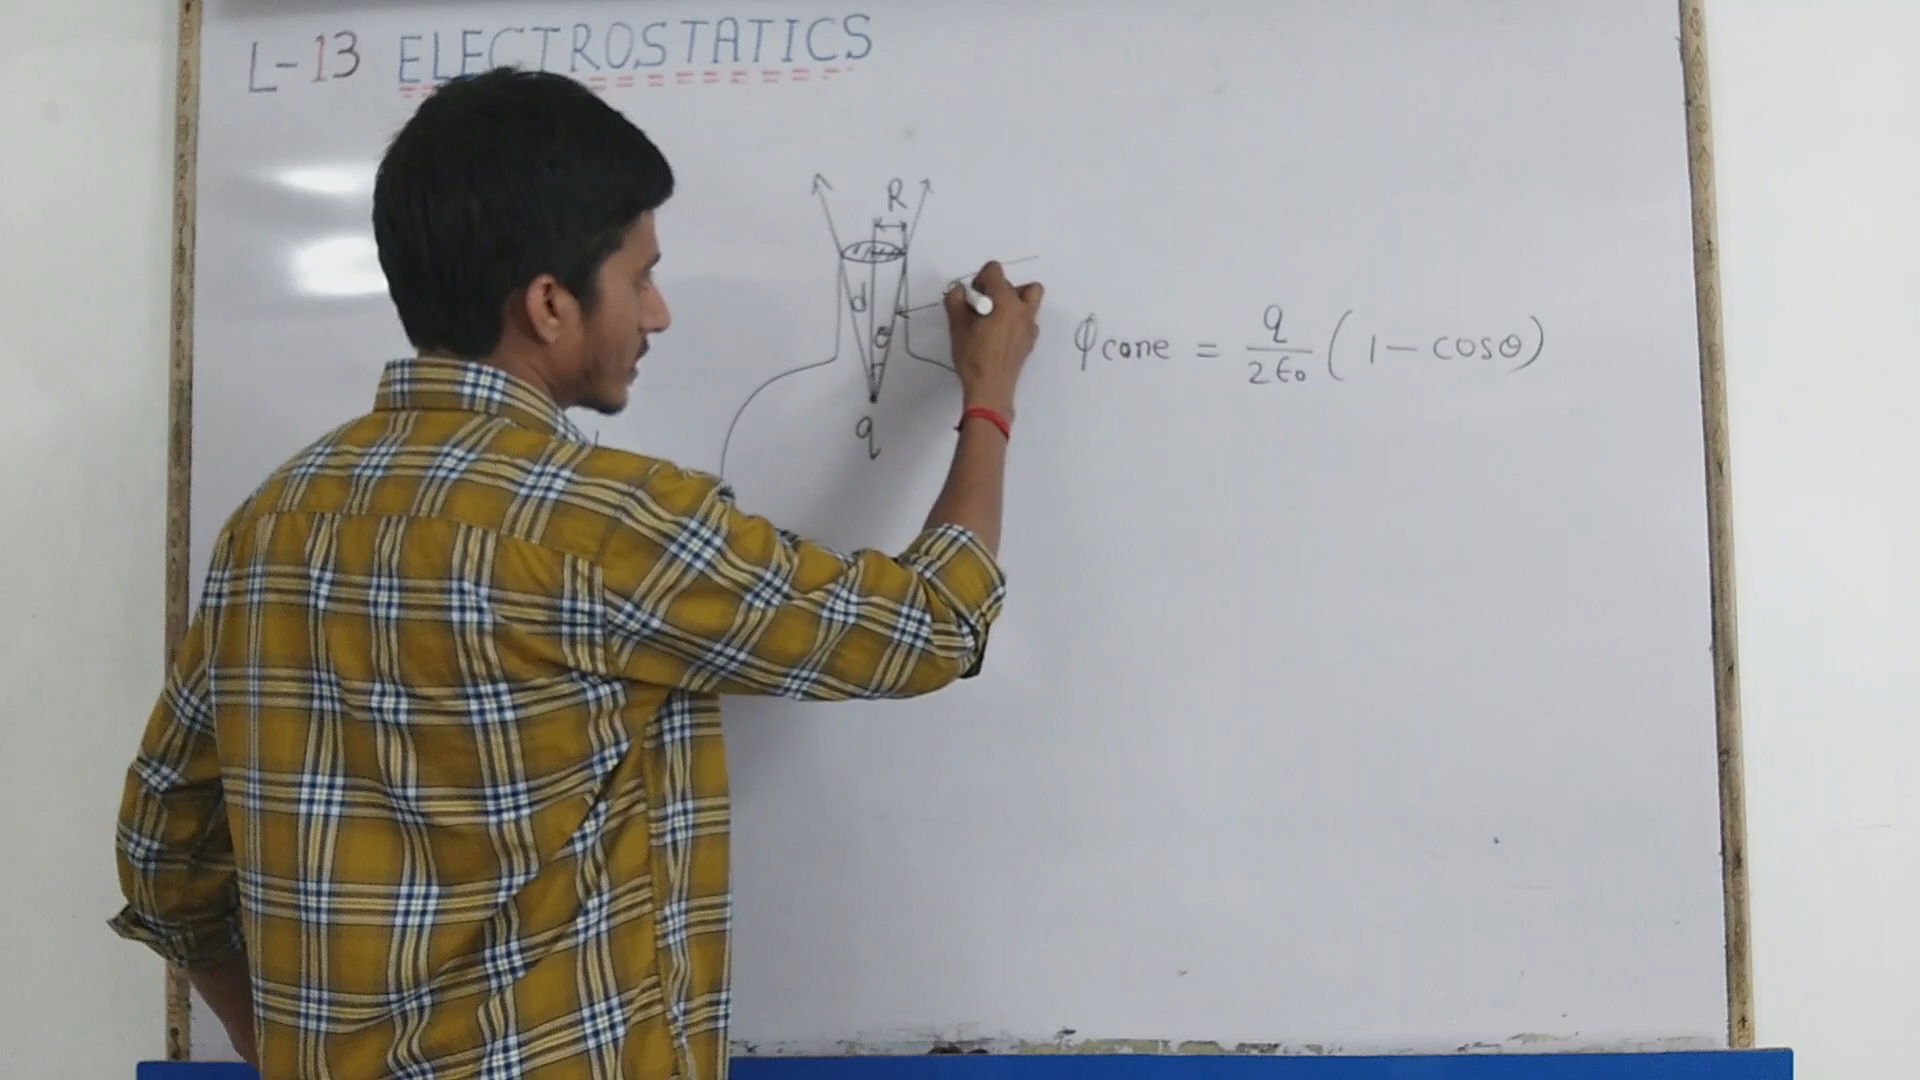 L-13 ELECTROSTATICS
R
d
θ
q
ϕcone = q/2ϵ₀ (1 - cosθ)